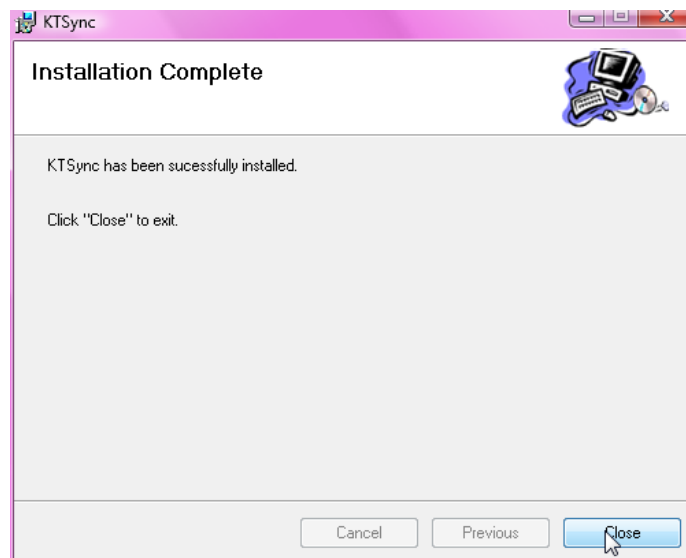 KTSync
Installation Complete
KTSync has been sucessfully installed.
Click "Close" to exit.
Cancel
Previous
Close